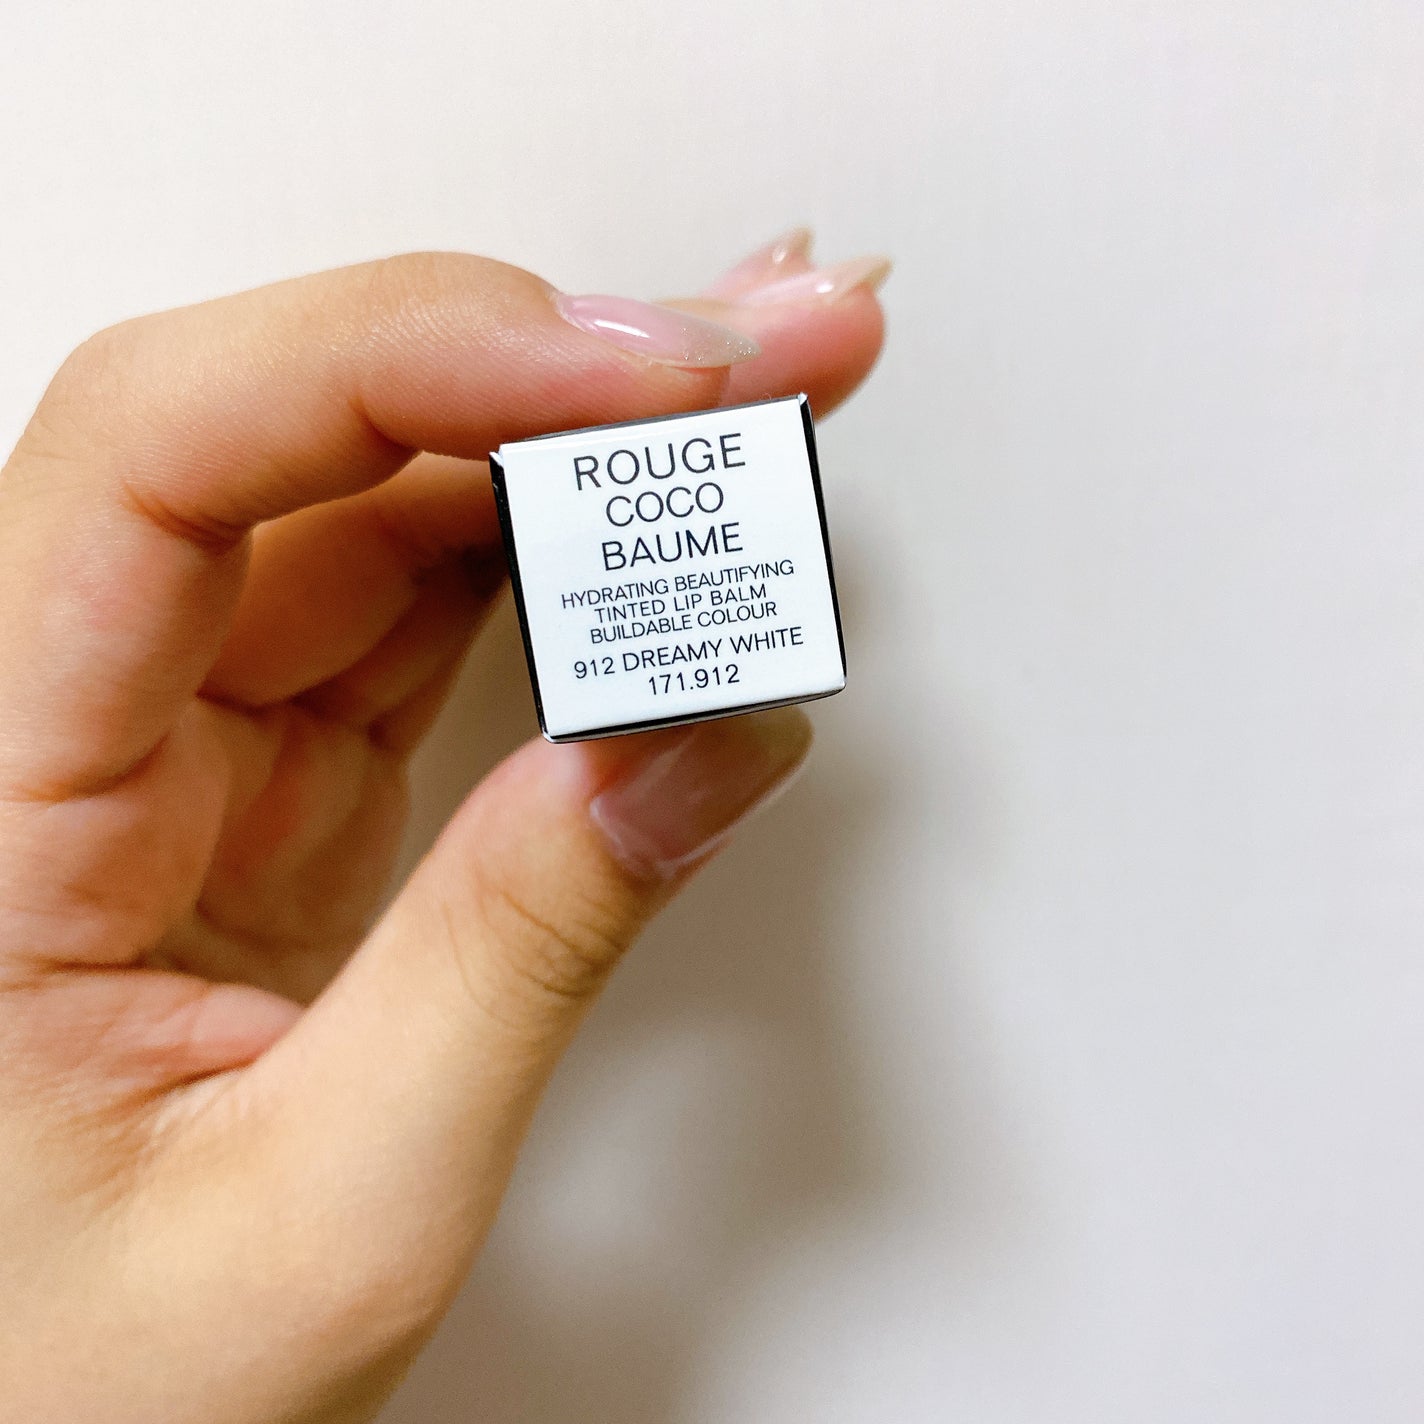 ROUGE
COCO
BAUME
HYDRATING BEAUTIFYING
TINTED LIP BALM
BUILDABLE COLOUR
912 DREAMY WHITE
171.912